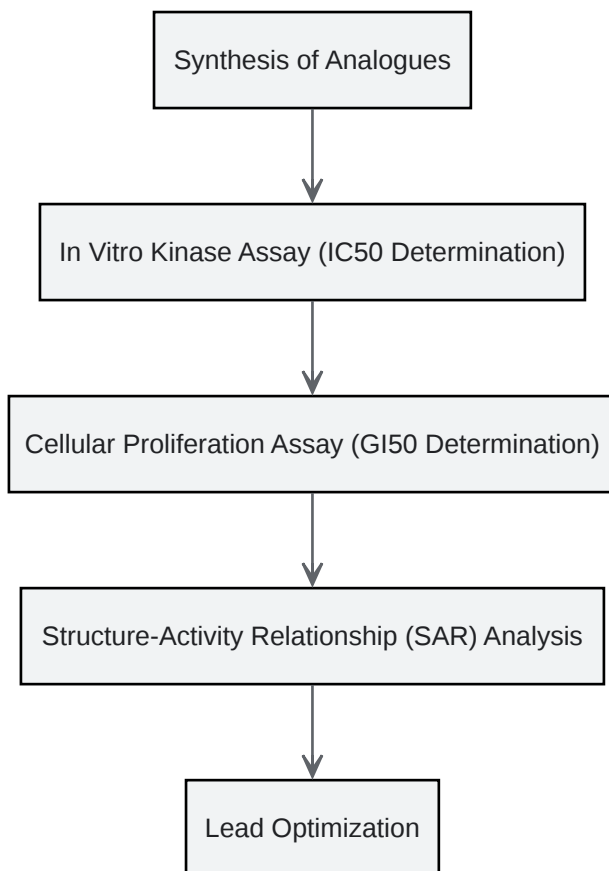 Synthesis of Analogues
In Vitro Kinase Assay (IC50 Determination)
Cellular Proliferation Assay (GI50 Determination)
Structure-Activity Relationship (SAR) Analysis
Lead Optimization